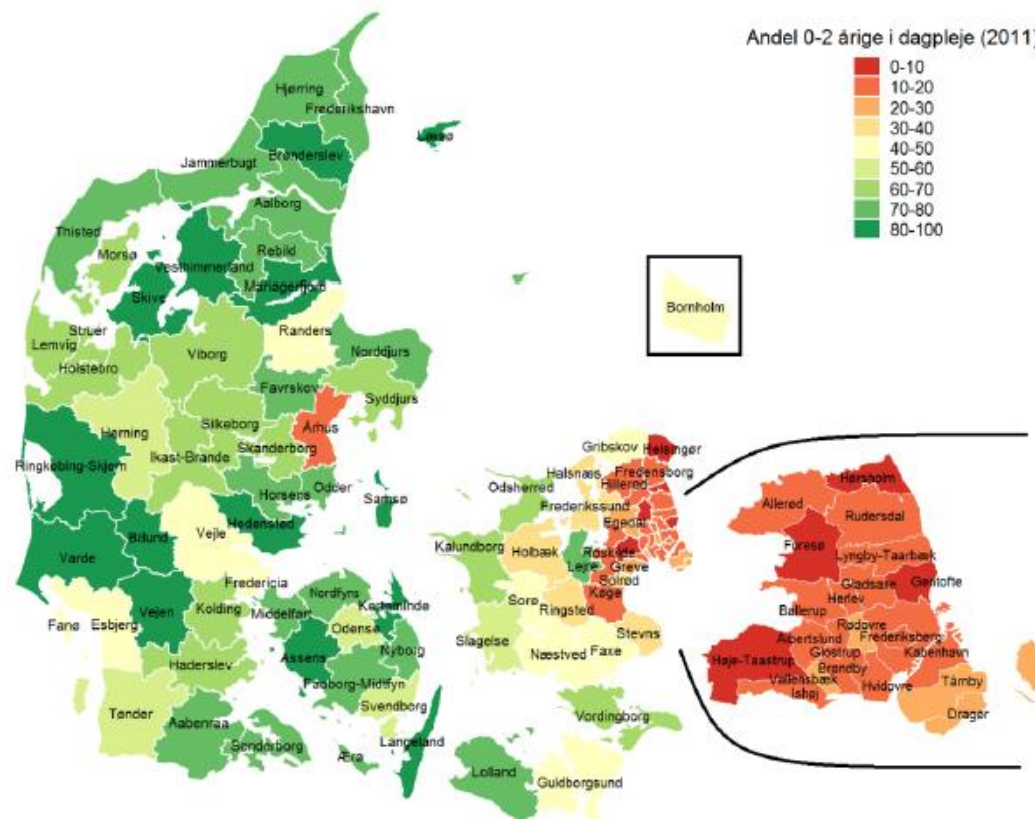 Andel 0-2 årige i dagpleje (2011)
0-10
10-20
20-30
30-40
40-50
50-60
60-70
70-80
80-100
Hjørring
Frederikshavn
Læsø
Brønderslev
Jammerbugt
Aalborg
Thisted
Rebild
Morsø
Vesthimmerland
Mariagerfjord
Skive
Bornholm
Randers
Struer
Lemvig
Viborg
Norddjurs
Holstebro
Favrskov
Syddjurs
Silkeborg
Århus
Herning
Skanderborg
Ikast-Brande
Ringkøbing-Skjern
Odder
Horsens
Samsø
Hedensted
Vejle
Billund
Varde
Fredericia
Vejen
Kolding
Fanø
Esbjerg
Middelfart
Nordfyns
Kerteminde
Odense
Assens
Nyborg
Haderslev
Faaborg-Midtfyn
Svendborg
Tønder
Aabenraa
Sønderborg
Langeland
Ærø
Gribskov
Helsingør
Halsnæs
Fredensborg
Hillerød
Odsherred
Frederikssund
Egedal
Kalundborg
Holbæk
Roskilde
Lejre
Greve
Solrød
Køge
Sorø
Ringsted
Stevns
Slagelse
Næstved
Faxe
Vordingborg
Lolland
Guldborgsund
Hørsholm
Allerød
Rudersdal
Furesø
Lyngby-Taarbæk
Gladsaxe
Gentofte
Herlev
Ballerup
Rødovre
Albertslund
Frederiksberg
Glostrup
København
Høje-Taastrup
Brøndby
Vallensbæk
Ishøj
Hvidovre
Tårnby
Dragør